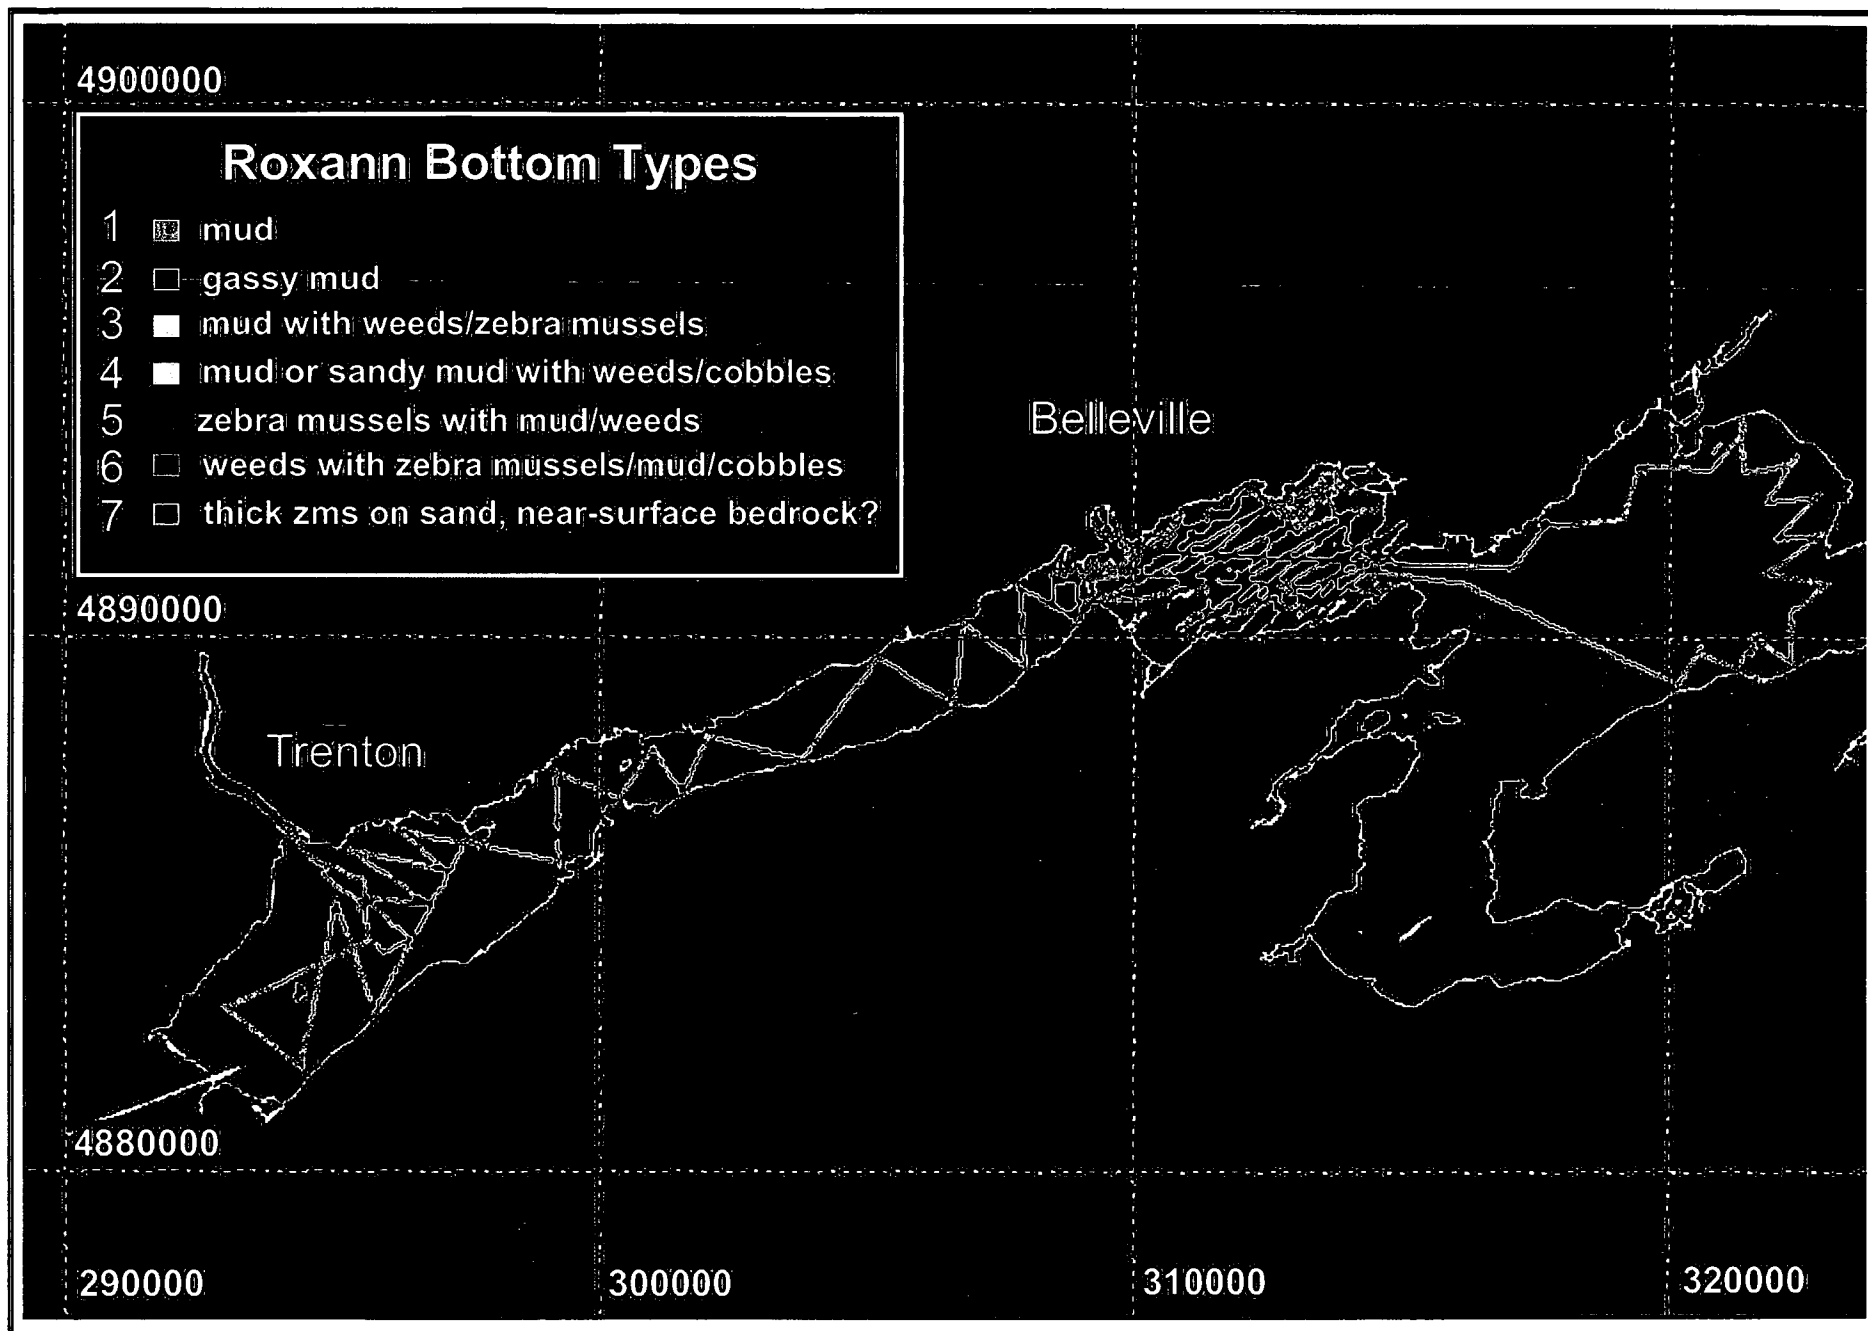 4900000
Roxann Bottom Types
1 mud
2 gassy mud
3 mud with weeds/zebra mussels
4 mud or sandy mud with weeds/cobbles
5 zebra mussels with mud/weeds
6 weeds with zebra mussels/mud/cobbles
7 thick zms on sand, near-surface bedrock?
Belleville
4890000
Trenton
4880000
290000 300000 310000 320000